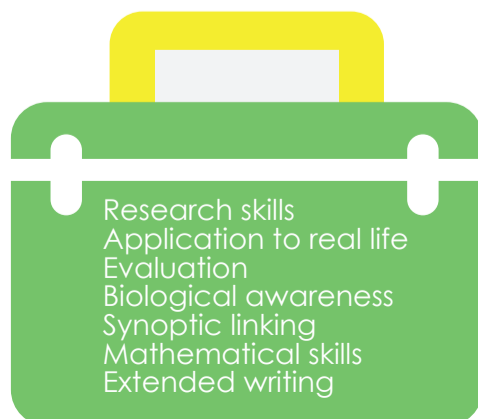 Research skills
Application to real life
Evaluation
Biological awareness
Synoptic linking
Mathematical skills
Extended writing